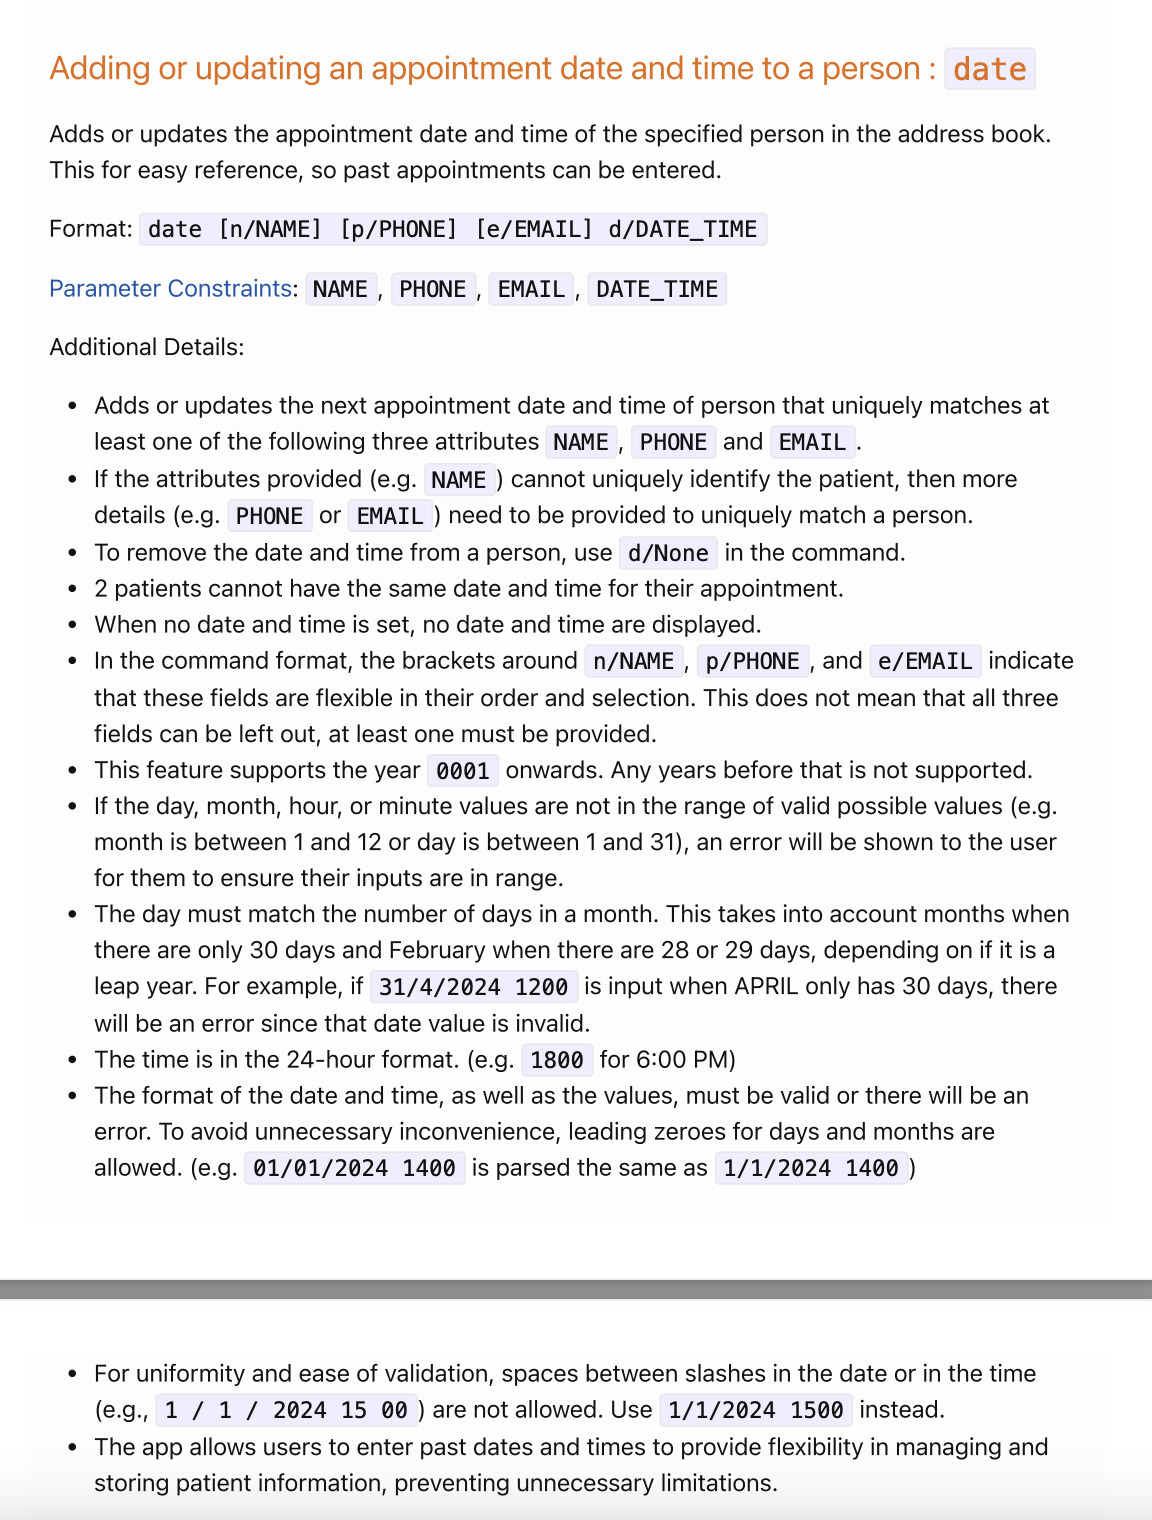 Adding or updating an appointment date and time to a person : date
Adds or updates the appointment date and time of the specified person in the address book.
This for easy reference, so past appointments can be entered.
Format: date [n/NAME] [p/PHONE] [e/EMAIL] d/DATE_TIME
Parameter Constraints: NAME , PHONE , EMAIL , DATE_TIME
Additional Details:
• Adds or updates the next appointment date and time of person that uniquely matches at
least one of the following three attributes NAME , PHONE and EMAIL .
• If the attributes provided (e.g. NAME ) cannot uniquely identify the patient, then more
details (e.g. PHONE or EMAIL ) need to be provided to uniquely match a person.
• To remove the date and time from a person, use d/None in the command.
• 2 patients cannot have the same date and time for their appointment.
• When no date and time is set, no date and time are displayed.
• In the command format, the brackets around n/NAME , p/PHONE , and e/EMAIL indicate
that these fields are flexible in their order and selection. This does not mean that all three
fields can be left out, at least one must be provided.
• This feature supports the year 0001 onwards. Any years before that is not supported.
• If the day, month, hour, or minute values are not in the range of valid possible values (e.g.
month is between 1 and 12 or day is between 1 and 31), an error will be shown to the user
for them to ensure their inputs are in range.
• The day must match the number of days in a month. This takes into account months when
there are only 30 days and February when there are 28 or 29 days, depending on if it is a
leap year. For example, if 31/4/2024 1200 is input when APRIL only has 30 days, there
will be an error since that date value is invalid.
• The time is in the 24-hour format. (e.g. 1800 for 6:00 PM)
• The format of the date and time, as well as the values, must be valid or there will be an
error. To avoid unnecessary inconvenience, leading zeroes for days and months are
allowed. (e.g. 01/01/2024 1400 is parsed the same as 1/1/2024 1400 )
• For uniformity and ease of validation, spaces between slashes in the date or in the time
(e.g., 1 / 1 / 2024 15 00 ) are not allowed. Use 1/1/2024 1500 instead.
• The app allows users to enter past dates and times to provide flexibility in managing and
storing patient information, preventing unnecessary limitations.